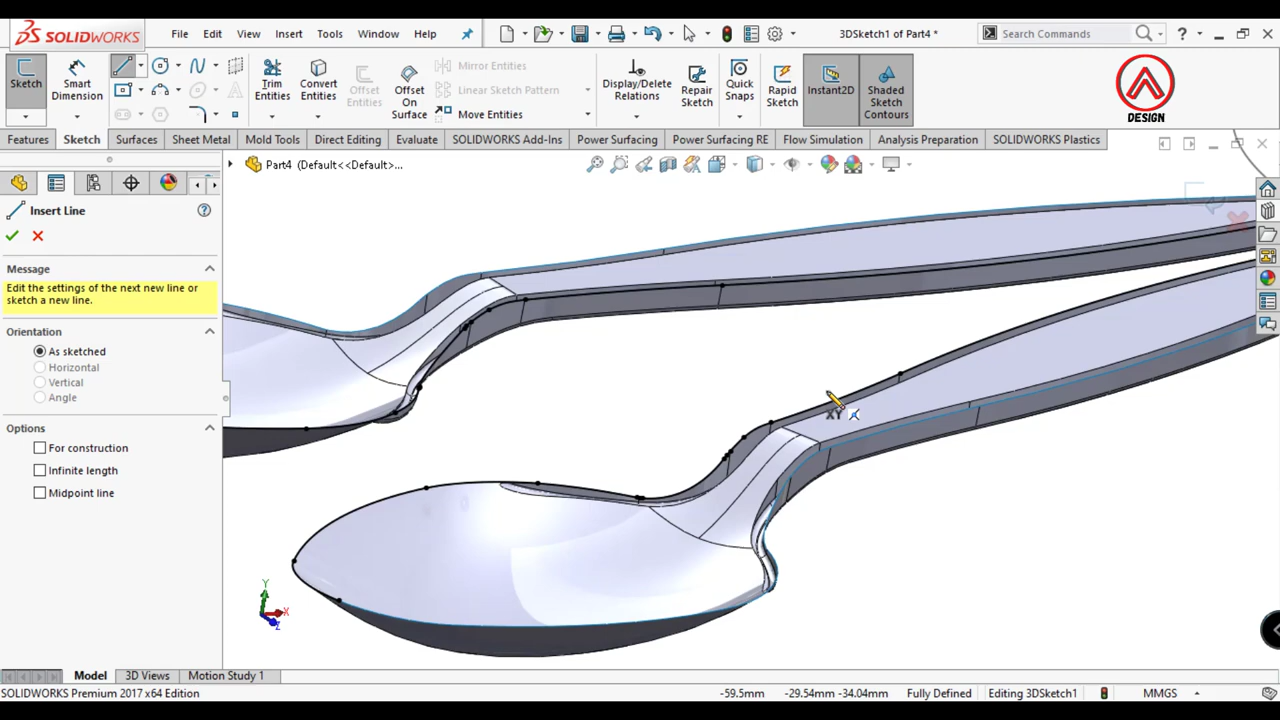 SOLIDWORKS
File Edit View Insert Tools Window Help
3DSketch1 of Part4 *
Search Commands
?
DESIGN
Sketch
Smart Dimension
Trim Entities
Convert Entities
Offset Entities
Offset On Surface
Mirror Entities
Linear Sketch Pattern
Move Entities
Display/Delete Relations
Repair Sketch
Quick Snaps
Rapid Sketch
Instant2D
Shaded Sketch Contours
Features Sketch Surfaces Sheet Metal Mold Tools Direct Editing Evaluate SOLIDWORKS Add-Ins Power Surfacing Power Surfacing RE Flow Simulation Analysis Preparation SOLIDWORKS Plastics
Part4 (Default<<Default>...
Insert Line
?
Message
Edit the settings of the next new line or
sketch a new line.
Orientation
As sketched
Horizontal
Vertical
Angle
Options
For construction
Infinite length
Midpoint line
XY
Y
X
Z
Model 3D Views Motion Study 1
SOLIDWORKS Premium 2017 x64 Edition
-59.5mm -29.54mm -34.04mm Fully Defined Editing 3DSketch1 MMGS